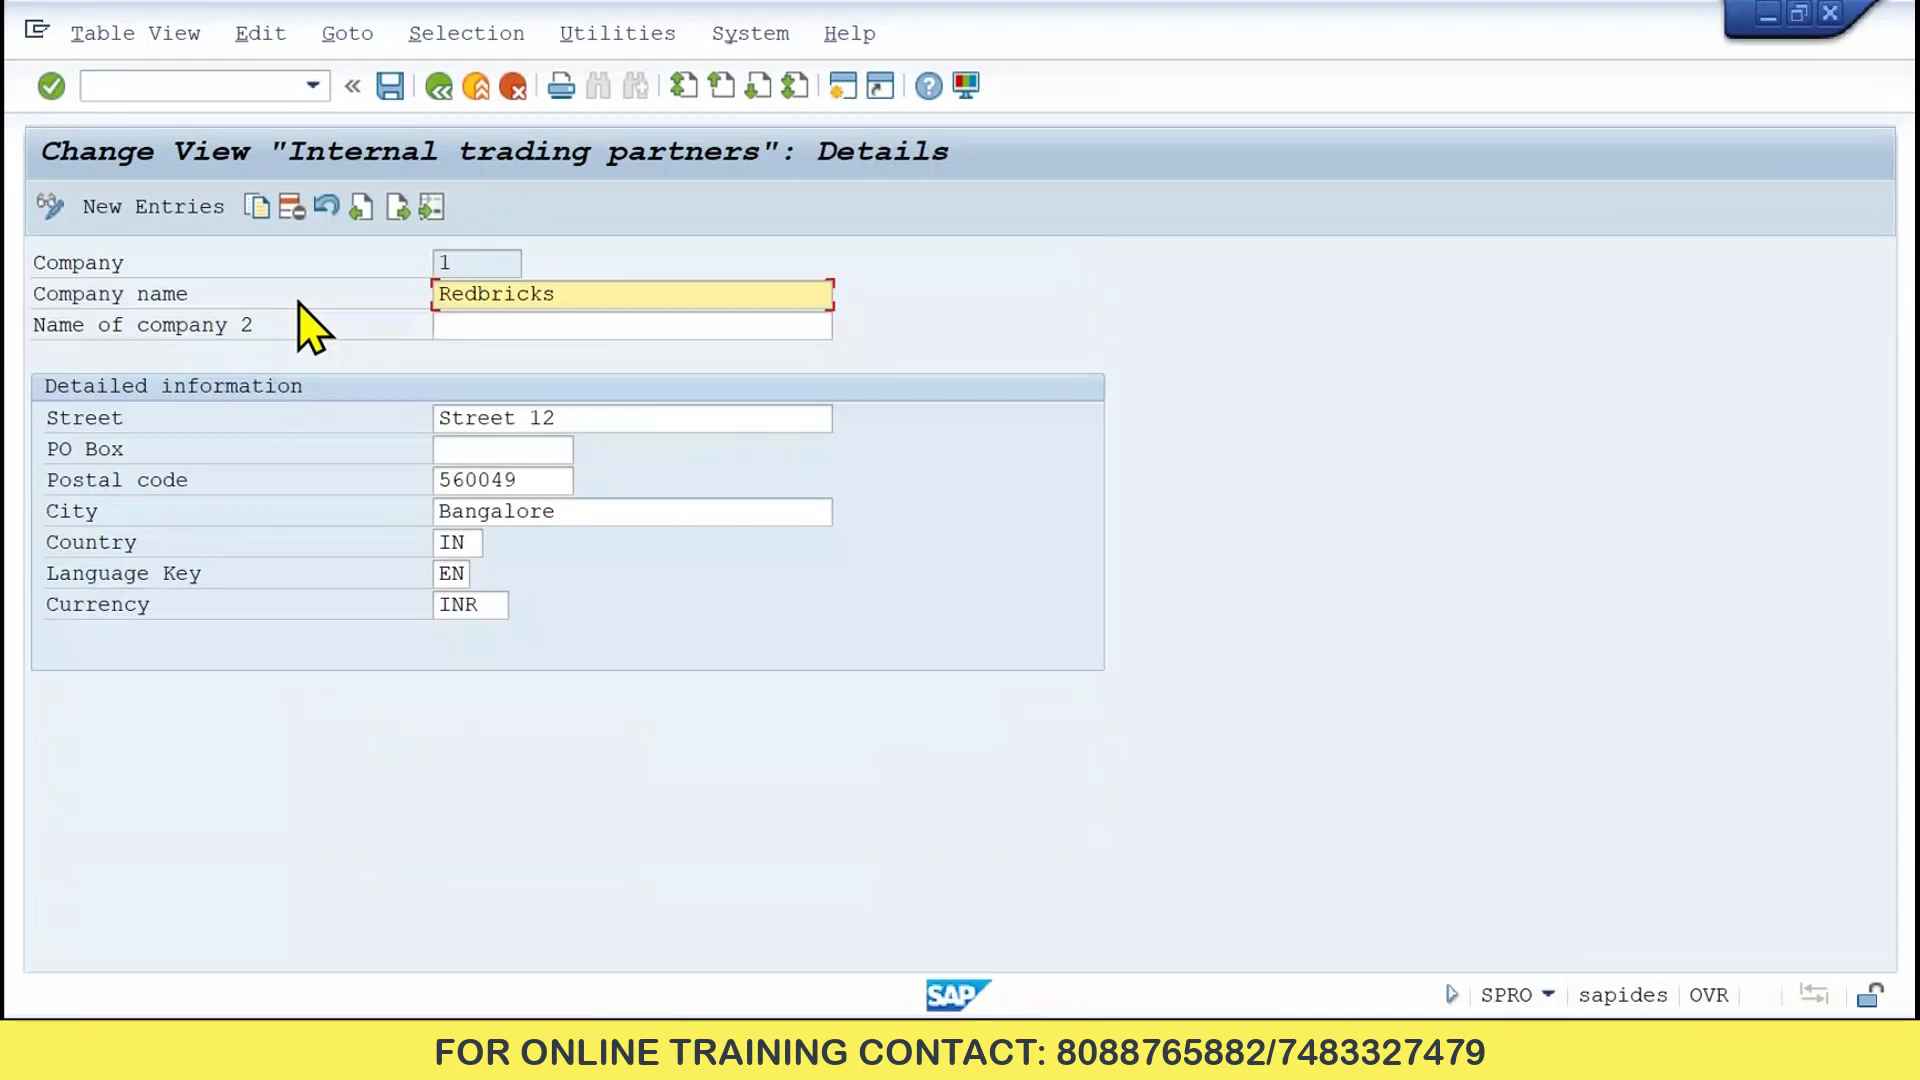 Table View Edit Goto Selection Utilities System Help
Change View "Internal trading partners": Details
New Entries
Company 1
Company name Redbricks
Name of company 2
Detailed information
Street Street 12
PO Box
Postal code 560049
City Bangalore
Country IN
Language Key EN
Currency INR
SAP SPRO sapides OVR
FOR ONLINE TRAINING CONTACT: 8088765882/7483327479